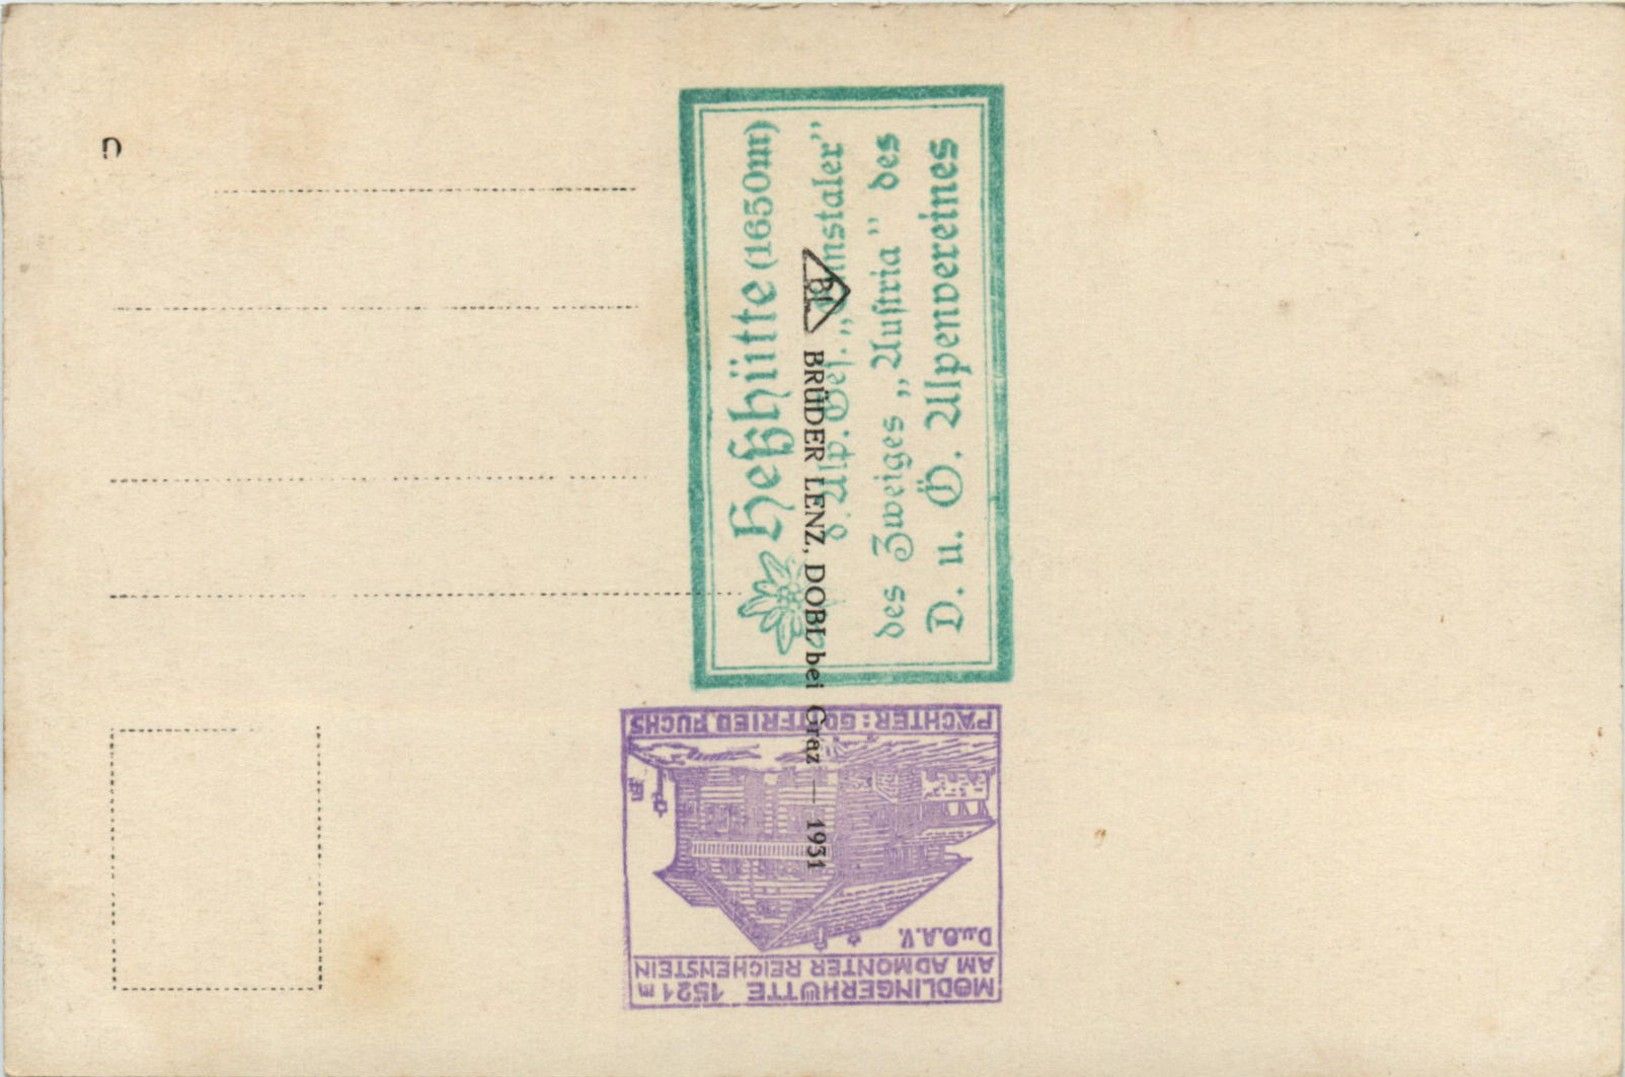 Heßhütte (1650m)
d. Alp. Ges. „Ennstaler”
des Zweiges „Austria” des
D. u. Ö. Alpenvereines
BL
BRÜDER LENZ, DOBL bei Graz — 1931
MÖDLINGERHÜTTE 1521 m
AM ADMONTER REICHENSTEIN
D.u.Ö.A.V.
PÄCHTER: GOTTFRIED FUCHS